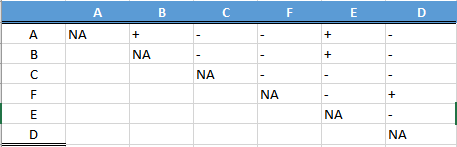 A B C F E D
A NA + - - + -
B NA - - + -
C NA - - -
F NA - +
E NA -
D NA